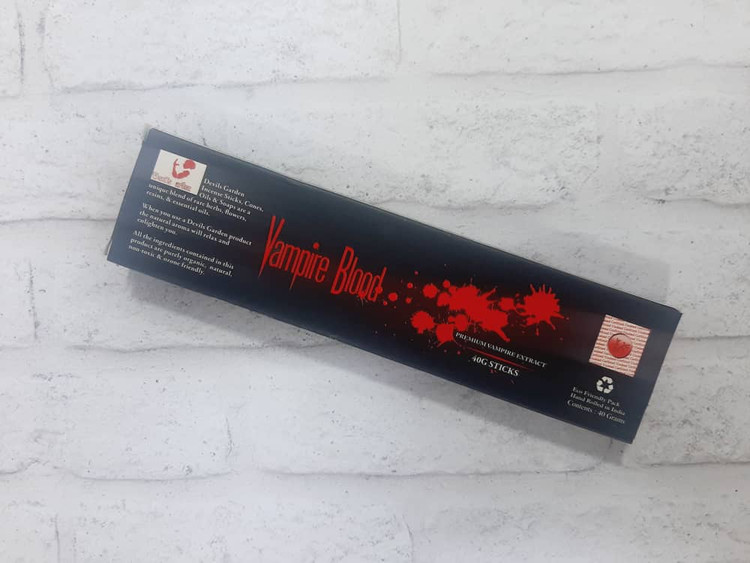 Devils Garden
Incense Sticks, Cones,
Oils & Soaps are a
unique blend of rare herbs, flowers,
resins, & essential oils.
When you use a Devils Garden product
the natural aroma will relax and
enlighten you.
All the ingredients contained in this
product are purely organic, natural,
non-toxic & ozone friendly.
Vampire Blood
PREMIUM VAMPIRE EXTRACT
40G STICKS
Eco Friendly Pack
Hand Rolled in India
Contents : 40 Grams